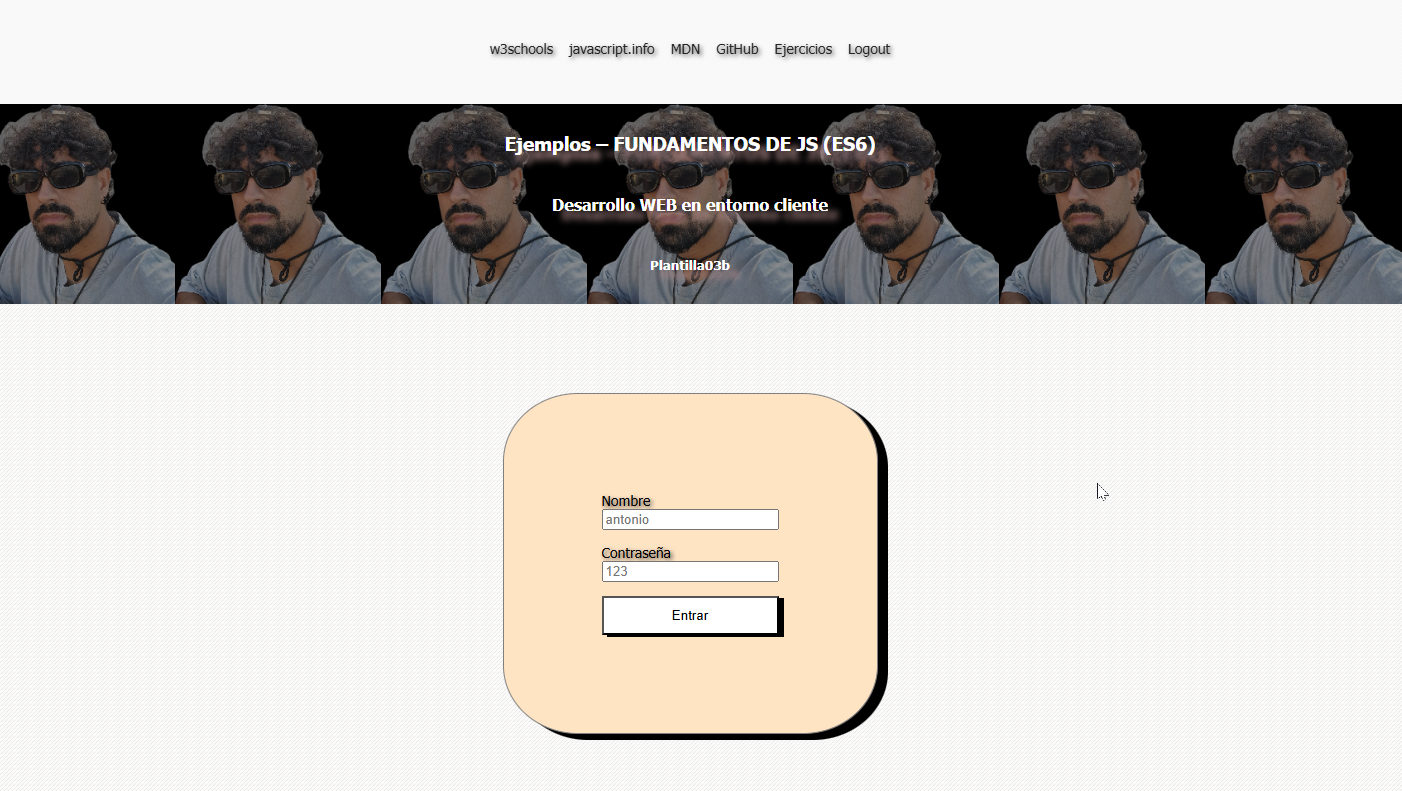 w3schools javascript.info MDN GitHub Ejercicios Logout
Ejemplos – FUNDAMENTOS DE JS (ES6)
Desarrollo WEB en entorno cliente
Plantilla03b
Nombre
antonio
Contraseña
123
Entrar